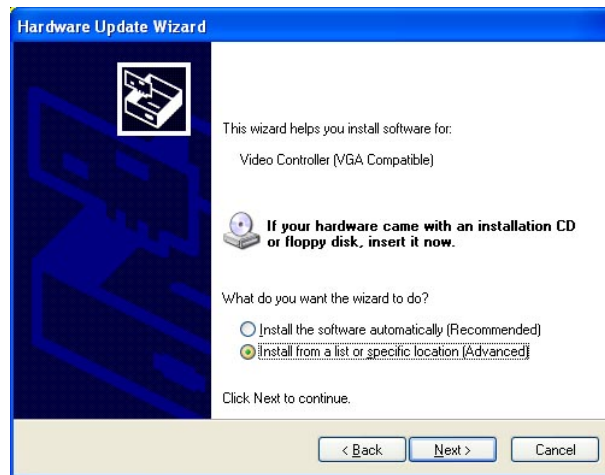 Hardware Update Wizard
This wizard helps you install software for:
Video Controller (VGA Compatible)
If your hardware came with an installation CD
or floppy disk, insert it now.
What do you want the wizard to do?
Install the software automatically (Recommended)
Install from a list or specific location (Advanced)
Click Next to continue.
< Back Next > Cancel